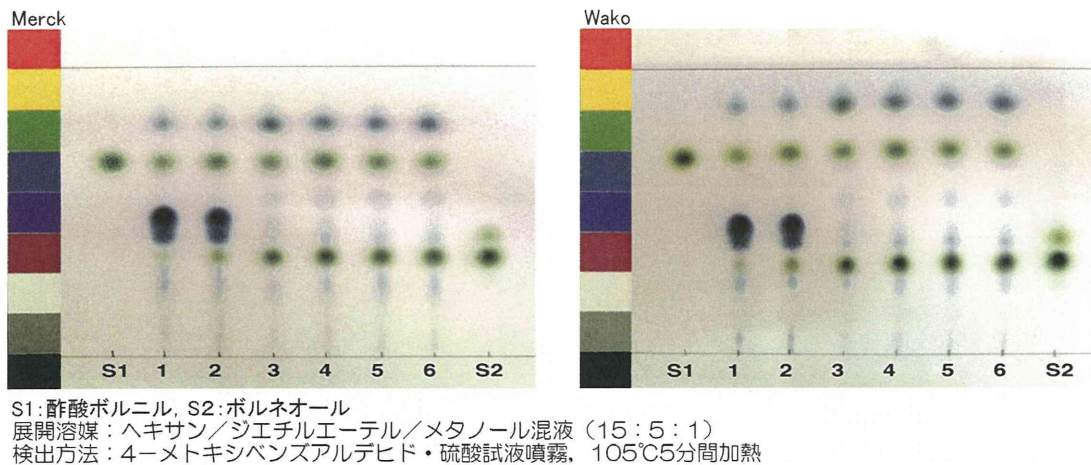 Merck
Wako
S1 1 2 3 4 5 6 S2
S1 1 2 3 4 5 6 S2
S1:酢酸ボルニル, S2:ボルネオール
展開溶媒：ヘキサン／ジエチルエーテル／メタノール混液（15：5：1）
検出方法：4－メトキシベンズアルデヒド・硫酸試液噴霧，105℃5分間加熱